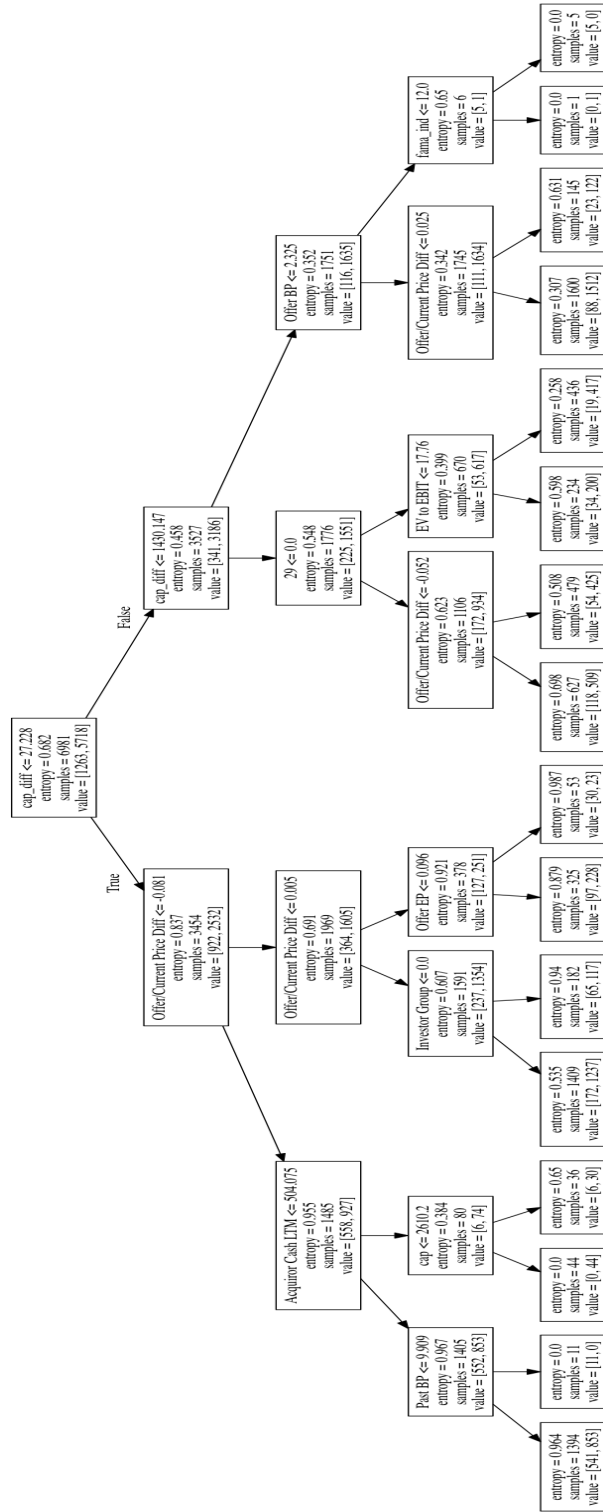 cap_diff <= 27.228
entropy = 0.682
samples = 6981
value = [1263, 5718]
True
False
Offer/Current Price Diff <= -0.081
entropy = 0.837
samples = 3454
value = [922, 2532]
cap_diff <= 1430.147
entropy = 0.458
samples = 3527
value = [341, 3186]
Acquiror Cash LTM <= 504.075
entropy = 0.955
samples = 1485
value = [558, 927]
Offer/Current Price Diff <= 0.005
entropy = 0.691
samples = 1969
value = [364, 1605]
29 <= 0.0
entropy = 0.548
samples = 1776
value = [225, 1551]
Offer BP <= 2.325
entropy = 0.352
samples = 1751
value = [116, 1635]
Past BP <= 9.909
entropy = 0.967
samples = 1405
value = [552, 853]
cap <= 2610.2
entropy = 0.384
samples = 80
value = [6, 74]
Investor Group <= 0.0
entropy = 0.607
samples = 1591
value = [237, 1354]
Offer EP <= 0.096
entropy = 0.921
samples = 378
value = [127, 251]
Offer/Current Price Diff <= -0.052
entropy = 0.623
samples = 1106
value = [172, 934]
EV to EBIT <= 17.76
entropy = 0.399
samples = 670
value = [53, 617]
Offer/Current Price Diff <= 0.025
entropy = 0.342
samples = 1745
value = [111, 1634]
fama_ind <= 12.0
entropy = 0.65
samples = 6
value = [5, 1]
entropy = 0.964
samples = 1394
value = [541, 853]
entropy = 0.0
samples = 11
value = [11, 0]
entropy = 0.0
samples = 44
value = [0, 44]
entropy = 0.65
samples = 36
value = [6, 30]
entropy = 0.535
samples = 1409
value = [172, 1237]
entropy = 0.94
samples = 182
value = [65, 117]
entropy = 0.879
samples = 325
value = [97, 228]
entropy = 0.987
samples = 53
value = [30, 23]
entropy = 0.698
samples = 627
value = [118, 509]
entropy = 0.508
samples = 479
value = [54, 425]
entropy = 0.598
samples = 234
value = [34, 200]
entropy = 0.258
samples = 436
value = [19, 417]
entropy = 0.307
samples = 1600
value = [88, 1512]
entropy = 0.631
samples = 145
value = [23, 122]
entropy = 0.0
samples = 1
value = [0, 1]
entropy = 0.0
samples = 5
value = [5, 0]